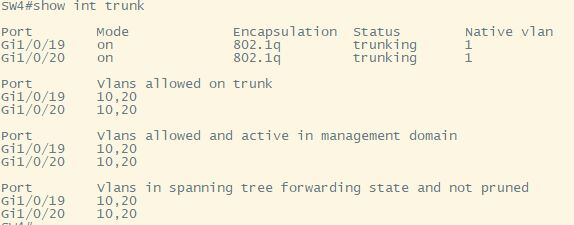 SW4#show int trunk
Port Mode Encapsulation Status Native vlan
Gi1/0/19 on 802.1q trunking 1
Gi1/0/20 on 802.1q trunking 1
Port Vlans allowed on trunk
Gi1/0/19 10,20
Gi1/0/20 10,20
Port Vlans allowed and active in management domain
Gi1/0/19 10,20
Gi1/0/20 10,20
Port Vlans in spanning tree forwarding state and not pruned
Gi1/0/19 10,20
Gi1/0/20 10,20
SW4#